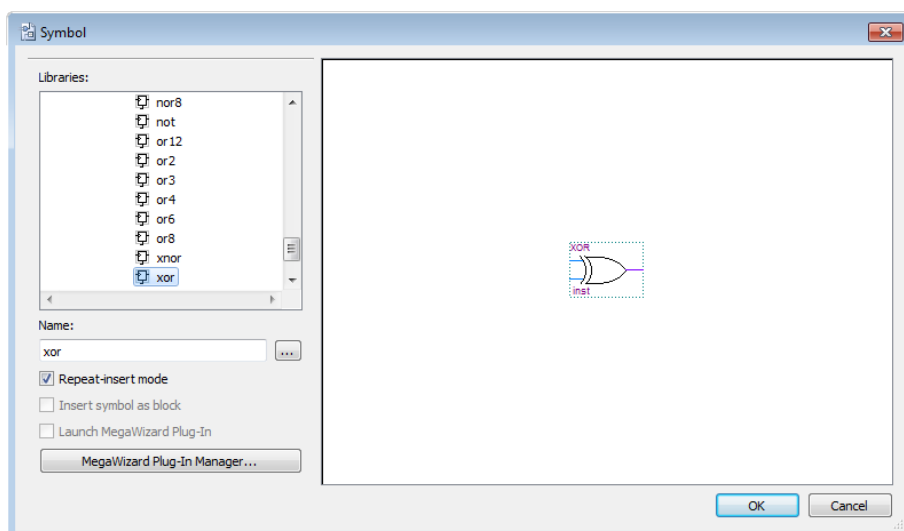 Symbol
Libraries:
nor8
not
or12
or2
or3
or4
or6
or8
xnor
xor
Name:
xor
...
Repeat-insert mode
Insert symbol as block
Launch MegaWizard Plug-In
MegaWizard Plug-In Manager...
XOR
inst
OK
Cancel